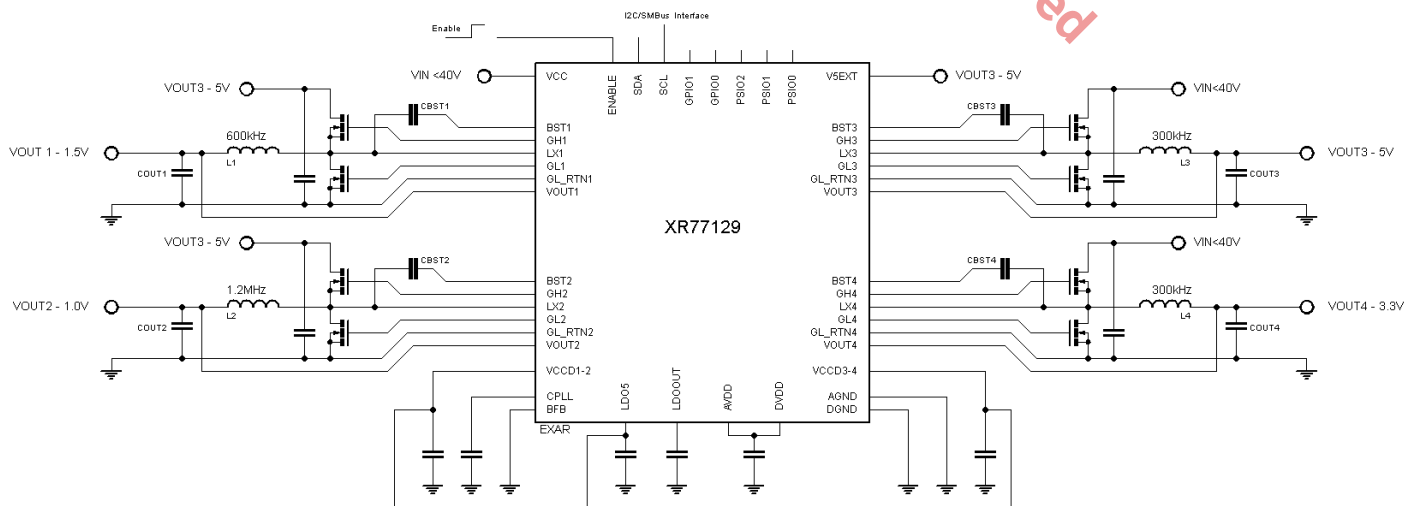 ed
I2C/SMBus Interface
Enable
VIN <40V
VCC
ENABLE
SDA
SCL
GPIO1
GPIO0
PSIO2
PSIO1
PSIO0
V5EXT
VOUT3 - 5V
VOUT3 - 5V
CBST1
BST1
GH1
LX1
GL1
GL_RTN1
VOUT1
600kHz
L1
VOUT 1 - 1.5V
COUT1
CBST3
BST3
GH3
LX3
GL3
GL_RTN3
VOUT3
VIN<40V
300kHz
L3
VOUT3 - 5V
COUT3
XR77129
VOUT3 - 5V
CBST2
BST2
GH2
LX2
GL2
GL_RTN2
VOUT2
1.2MHz
L2
VOUT2 - 1.0V
COUT2
CBST4
BST4
GH4
LX4
GL4
GL_RTN4
VOUT4
VIN<40V
300kHz
L4
VOUT4 - 3.3V
COUT4
VCCD1-2
CPLL
BFB
EXAR
LDO5
LDOOUT
AVDD
DVDD
VCCD3-4
AGND
DGND